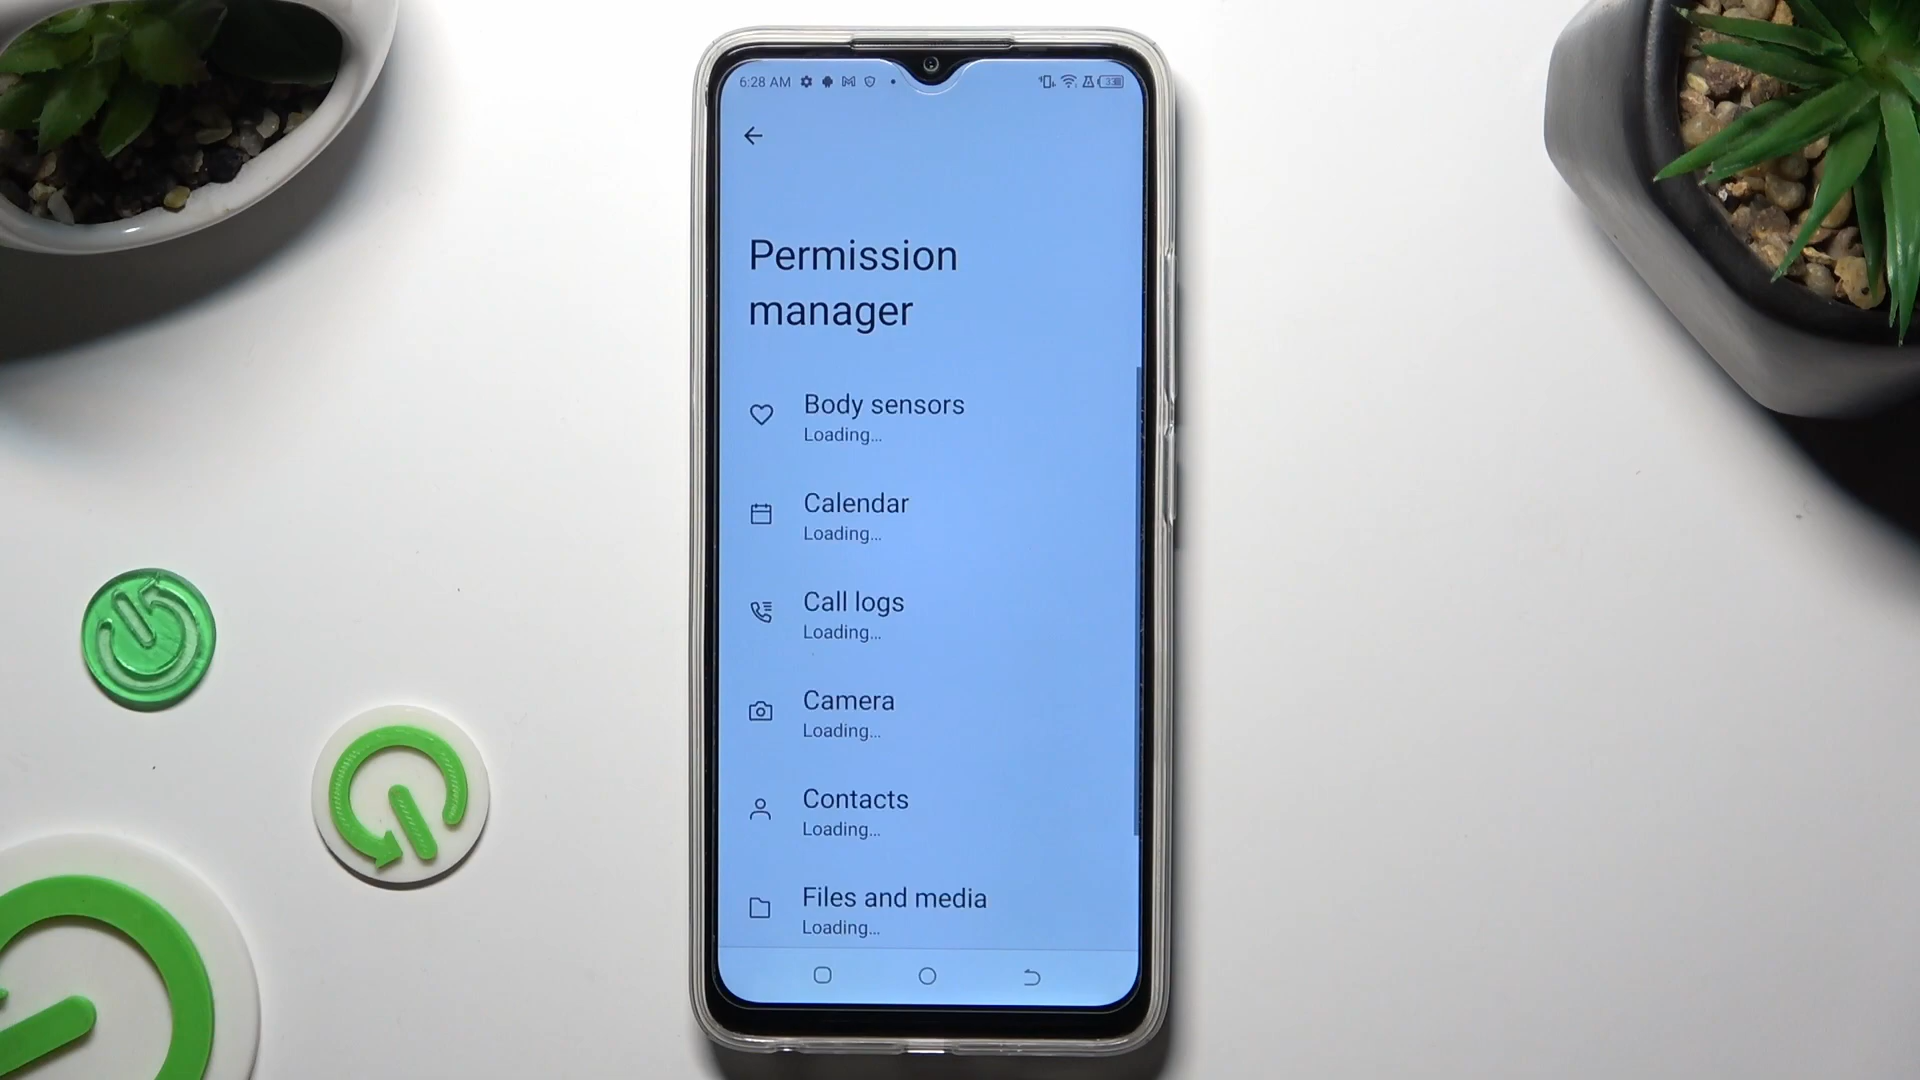 6:28 AM
33
Permission
manager
Body sensors
Loading...
Calendar
Loading...
Call logs
Loading...
Camera
Loading...
Contacts
Loading...
Files and media
Loading...